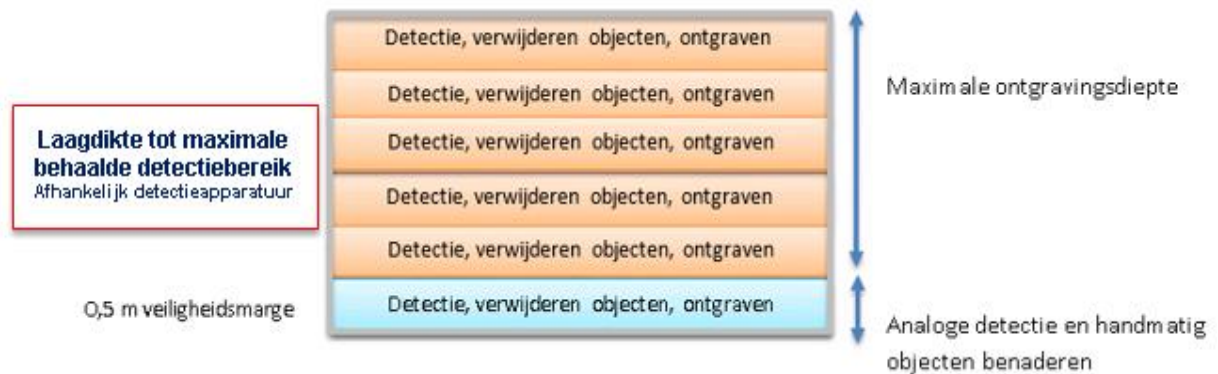 Detectie, verwijderen objecten, ontgraven
Detectie, verwijderen objecten, ontgraven
Detectie, verwijderen objecten, ontgraven
Detectie, verwijderen objecten, ontgraven
Detectie, verwijderen objecten, ontgraven
Detectie, verwijderen objecten, ontgraven
Laagdikte tot maximale
behaalde detectiebereik
Afhankelijk detectieapparatuur
0,5 m veiligheidsmarge
Maximale ontgravingsdiepte
Analoge detectie en handmatig
objecten benaderen